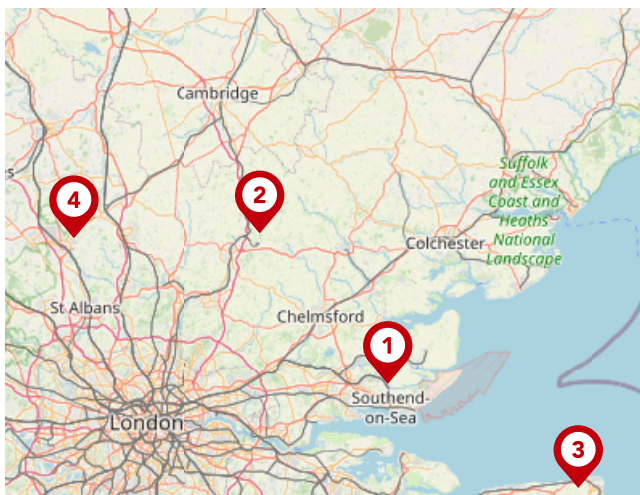 Cambridge
Suffolk
and Essex
Coast and
Heaths
National
Landscape
4
2
Colchester
St Albans
Chelmsford
1
Southend-
on-Sea
London
3